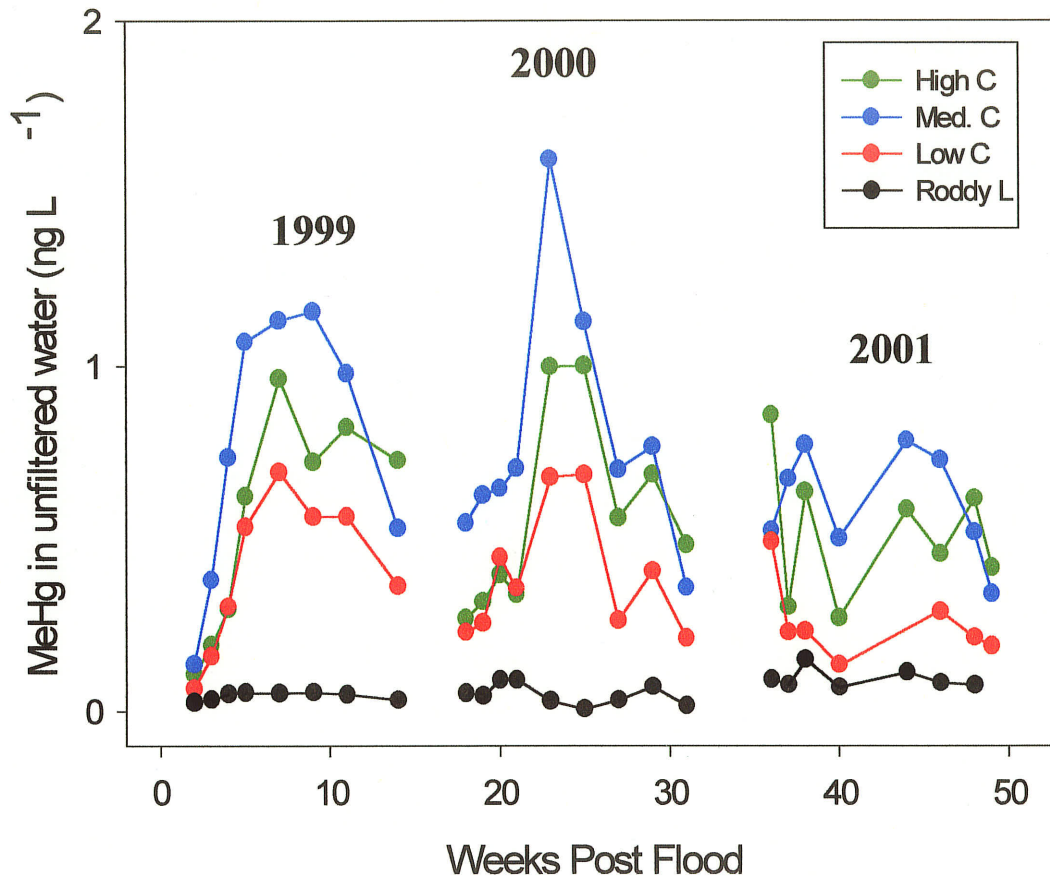 2
1
0
MeHg in unfiltered water (ng L -1)
1999
2000
2001
High C
Med. C
Low C
Roddy L
0 10 20 30 40 50
Weeks Post Flood